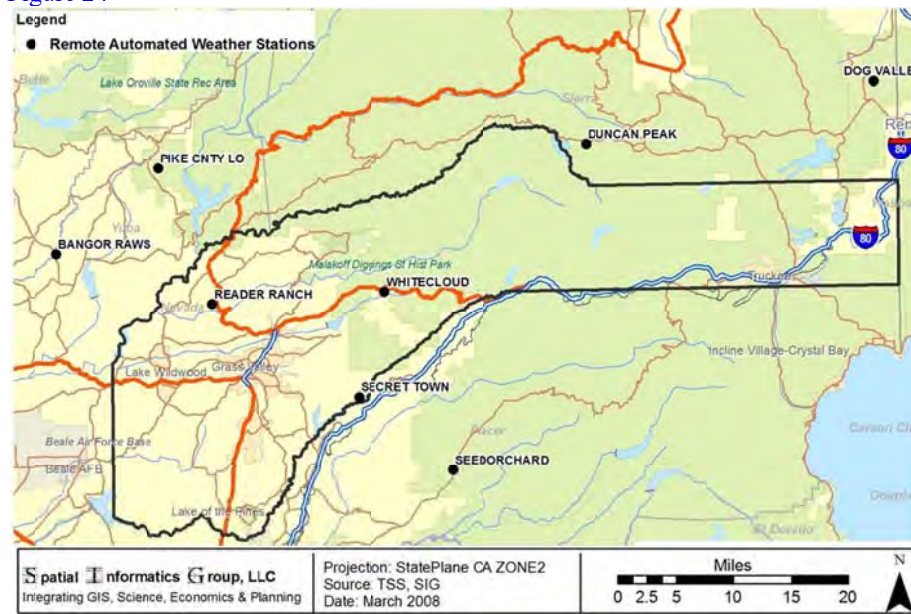 Legend
Remote Automated Weather Stations
Butte
Lake Oroville State Rec Area
DOG VALLE
Sierra
DUNCAN PEAK
80
PIKE CNTY LO
Yuba
BANGOR RAWS
80
Malakoff Diggings St Hist Park
Truckee
WHITECLOUD
READER RANCH
Nevada
Incline Village-Crystal Bay
Lake Wildwood
Grass Valley
SECRET TOWN
Placer
Carson Ci
Beale Air Force Base
SEEDORCHARD
Beale AFB
Lake of the Pines
El Dorado
Spatial Informatics Group, LLC
Integrating GIS, Science, Economics & Planning
Projection: StatePlane CA ZONE2
Source: TSS, SIG
Date: March 2008
Miles
0 2.5 5 10 15 20
N